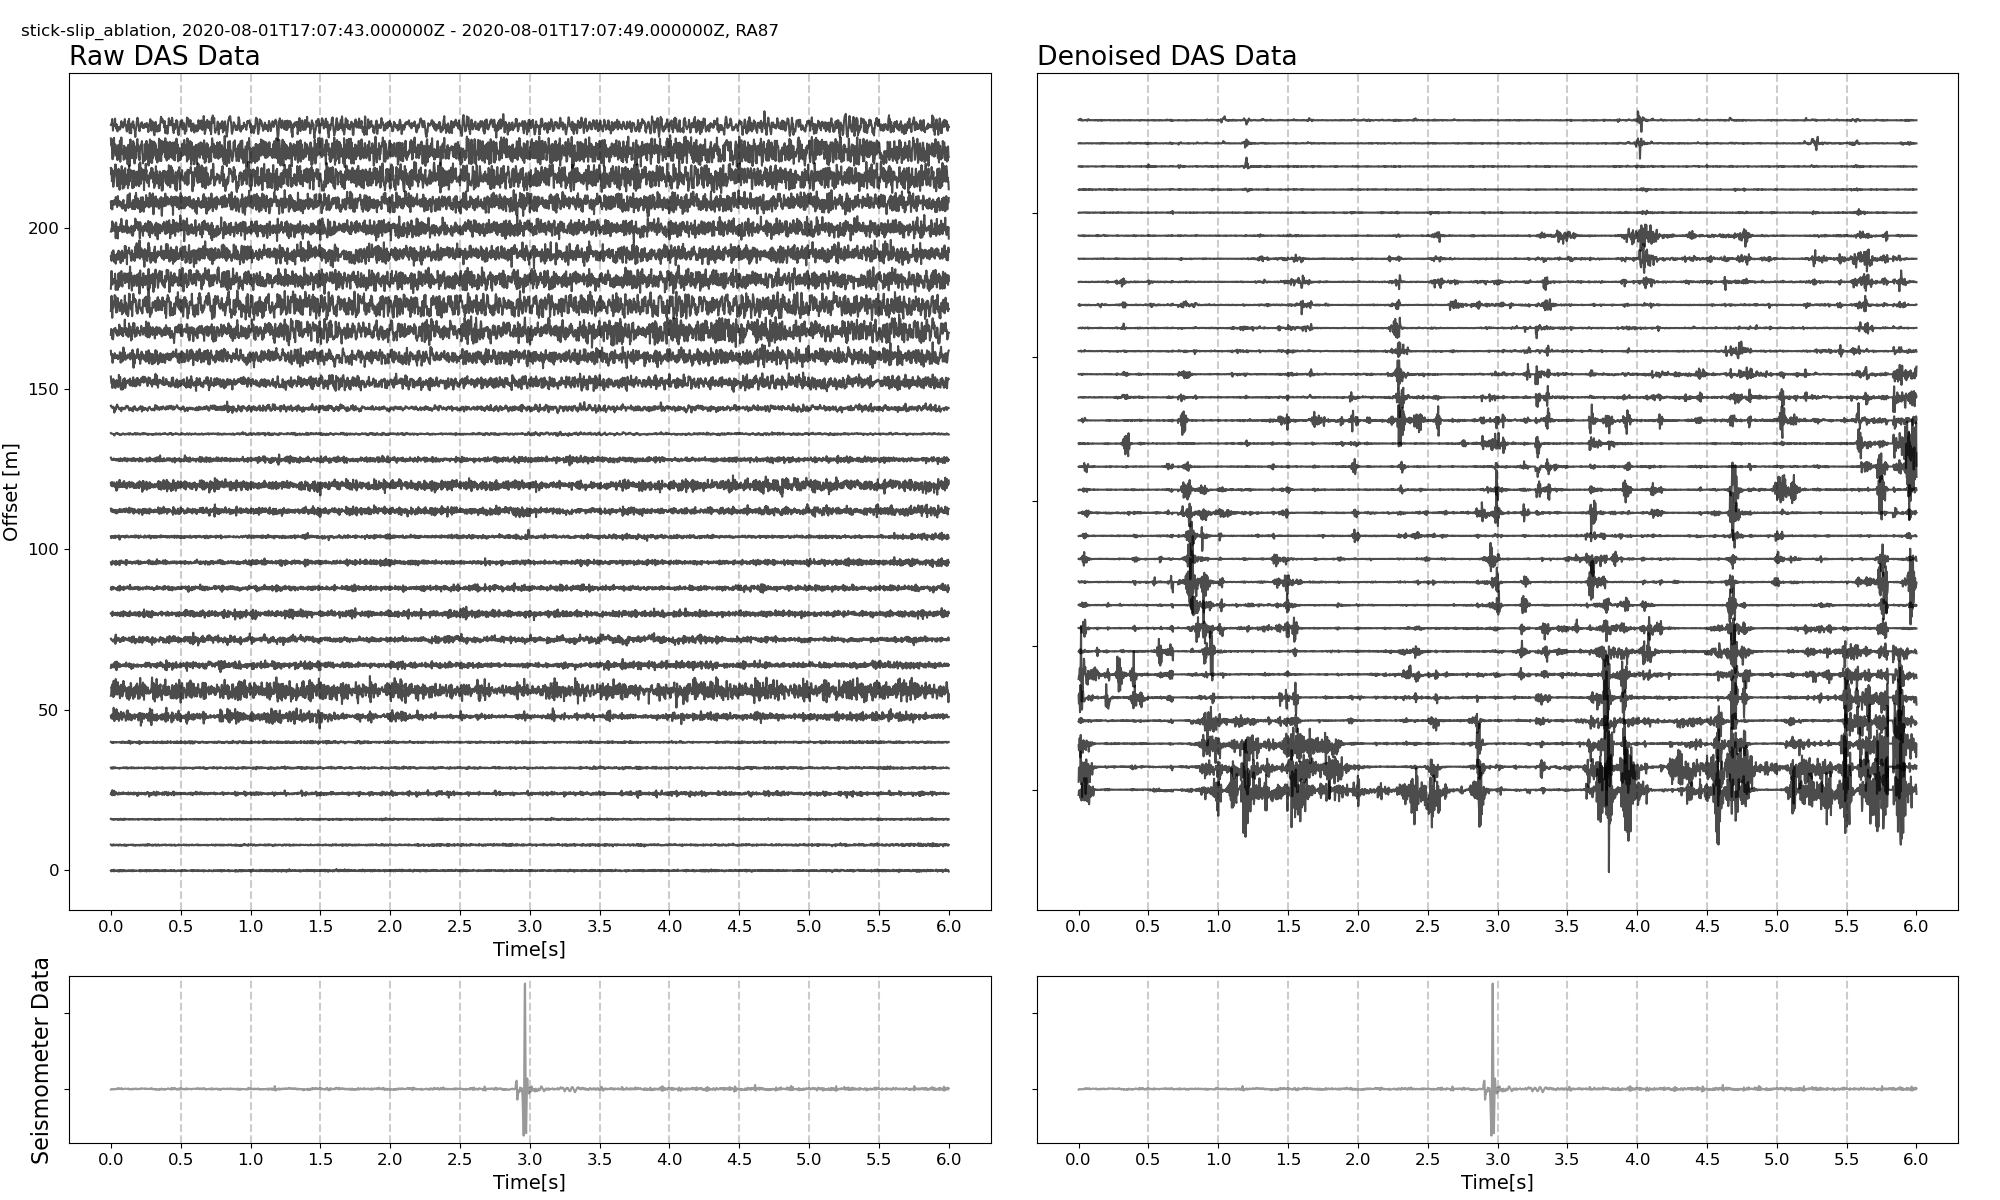 stick-slip_ablation, 2020-08-01T17:07:43.000000Z - 2020-08-01T17:07:49.000000Z, RA87
Raw DAS Data
Denoised DAS Data
Offset [m]
200
150
100
50
0
0.0 0.5 1.0 1.5 2.0 2.5 3.0 3.5 4.0 4.5 5.0 5.5 6.0
Time[s]
0.0 0.5 1.0 1.5 2.0 2.5 3.0 3.5 4.0 4.5 5.0 5.5 6.0
Seismometer Data
0.0 0.5 1.0 1.5 2.0 2.5 3.0 3.5 4.0 4.5 5.0 5.5 6.0
Time[s]
0.0 0.5 1.0 1.5 2.0 2.5 3.0 3.5 4.0 4.5 5.0 5.5 6.0
Time[s]